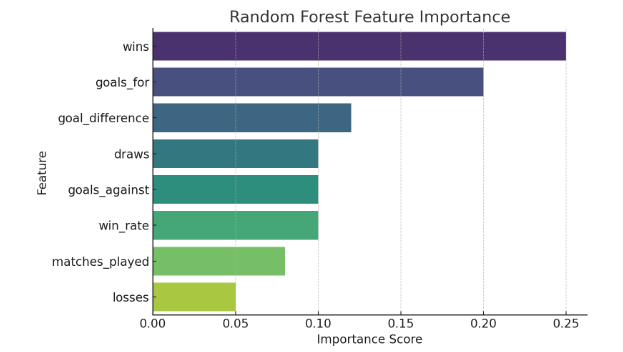 Random Forest Feature Importance
wins
goals_for
goal_difference
draws
goals_against
win_rate
matches_played
losses
Feature
0.00 0.05 0.10 0.15 0.20 0.25
Importance Score